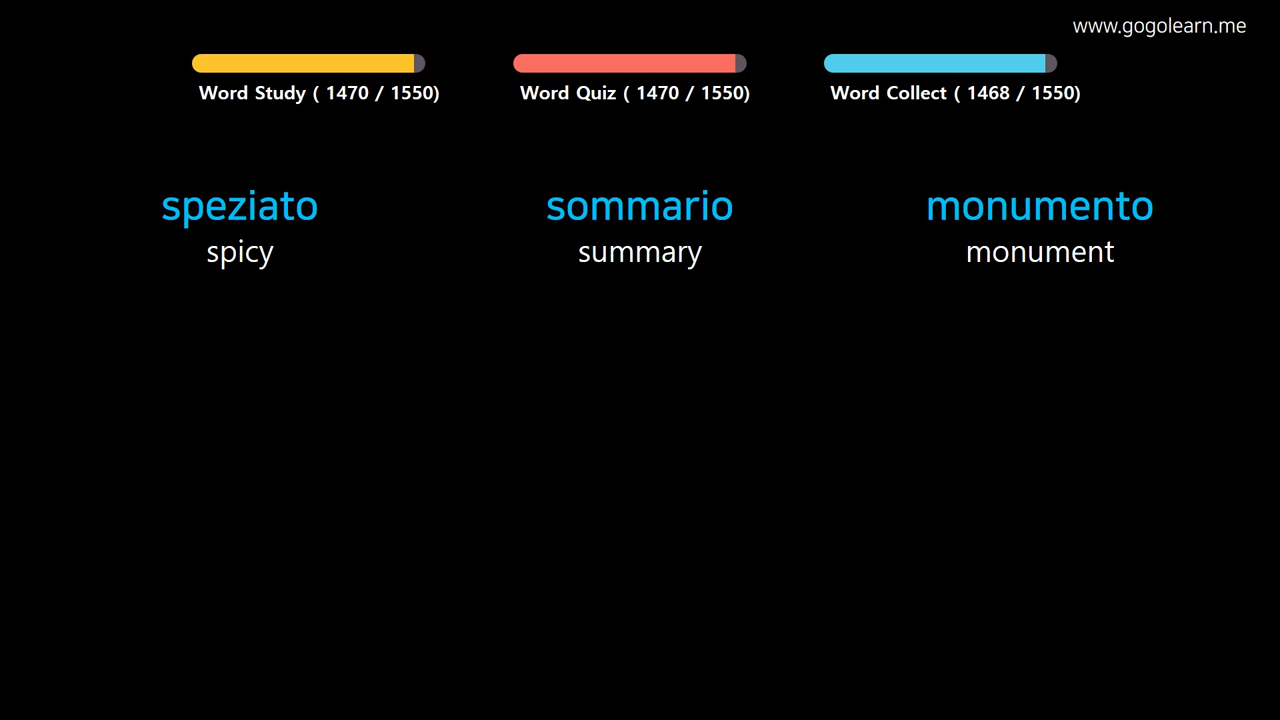 www.gogolearn.me
Word Study ( 1470 / 1550)
Word Quiz ( 1470 / 1550)
Word Collect ( 1468 / 1550)
speziato
spicy
sommario
summary
monumento
monument